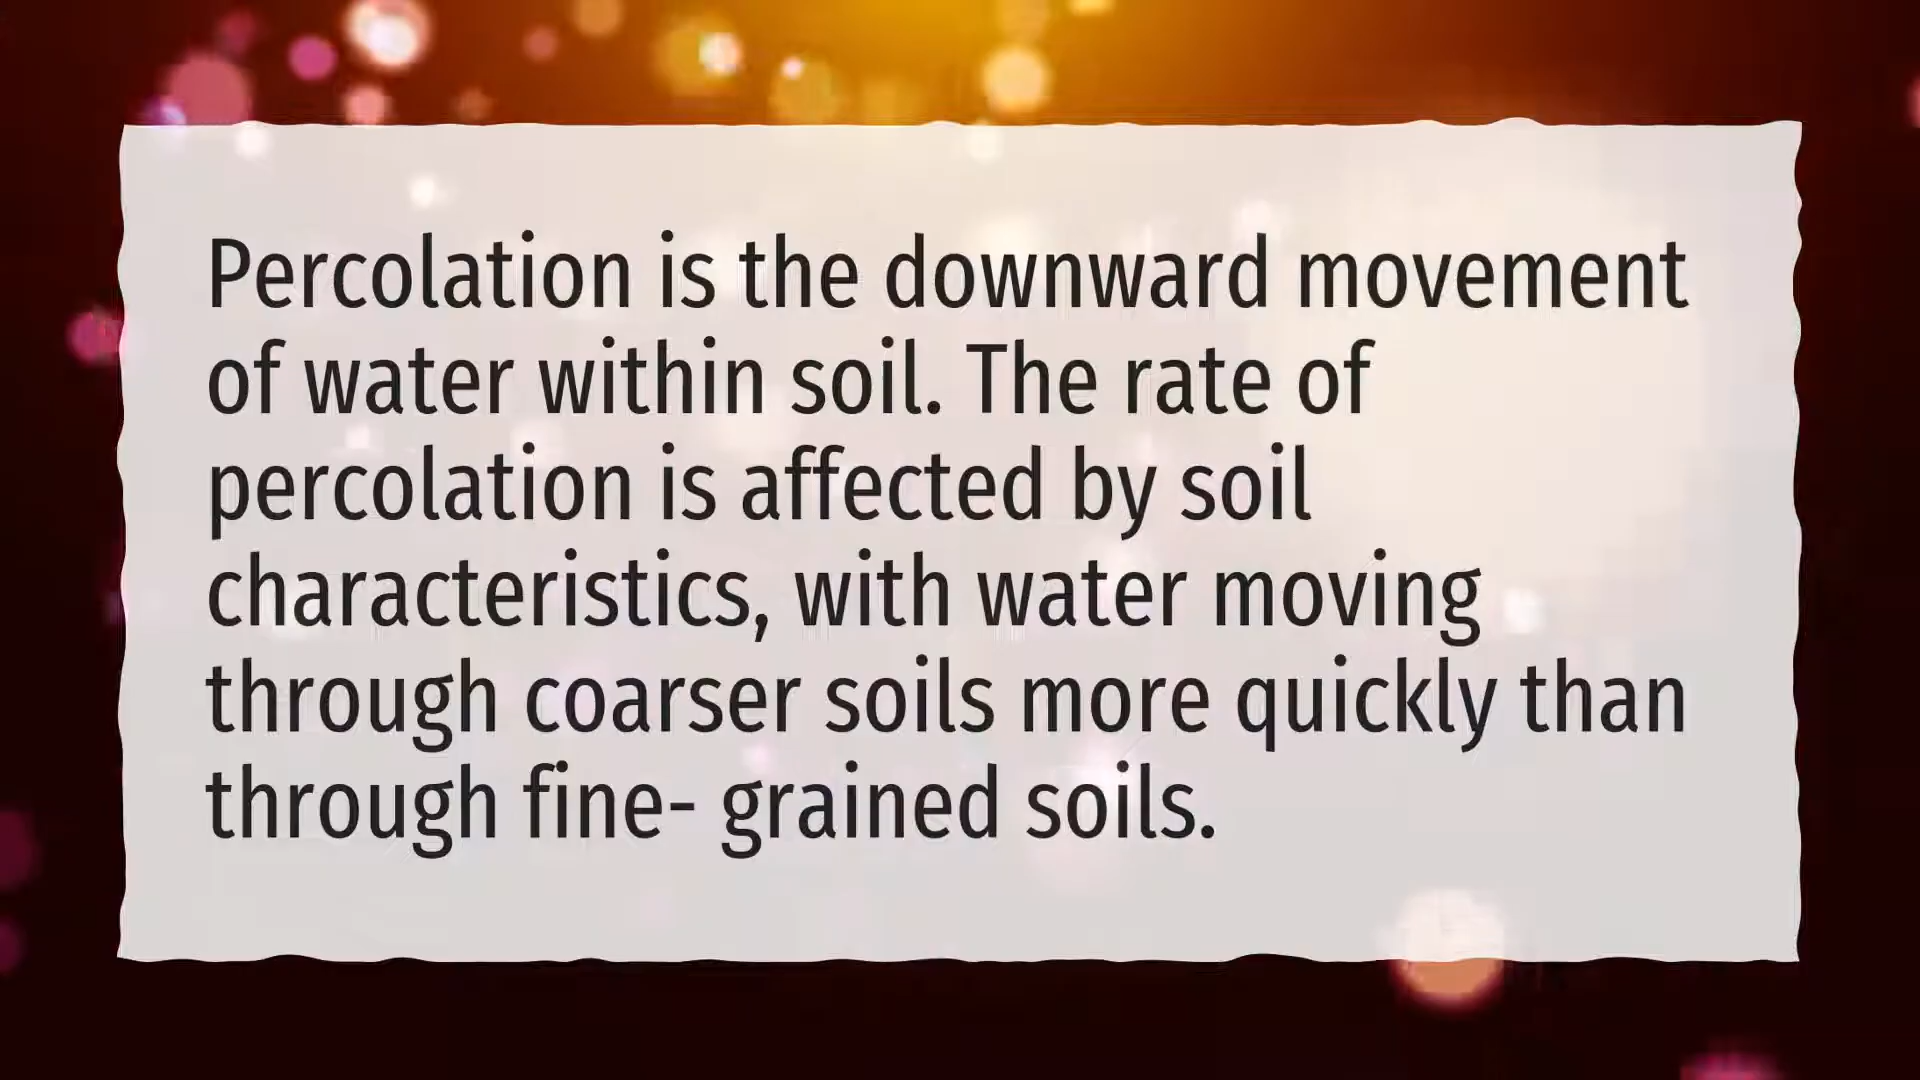 Percolation is the downward movement
of water within soil. The rate of
percolation is affected by soil
characteristics, with water moving
through coarser soils more quickly than
through fine- grained soils.